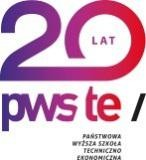 20
LAT
pwste /
PAŃSTWOWA
WYŻSZA SZKOŁA
TECHNICZNO
EKONOMICZNA